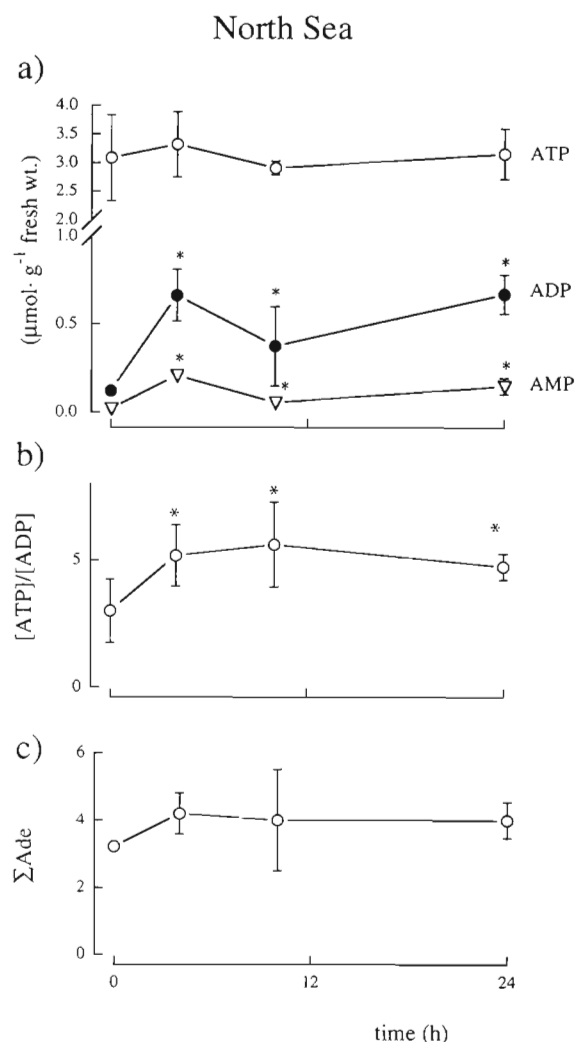 North Sea
a)
4.0
3.5
3.0
2.5
2.0
1.0
0.5
0.0
(μmol· g⁻¹ fresh wt.)
ATP
* * *
ADP
* * *
AMP
b)
[ATP]/[ADP]
5
0
* * *
c)
ΣAde
6
4
2
0
0 12 24
time (h)